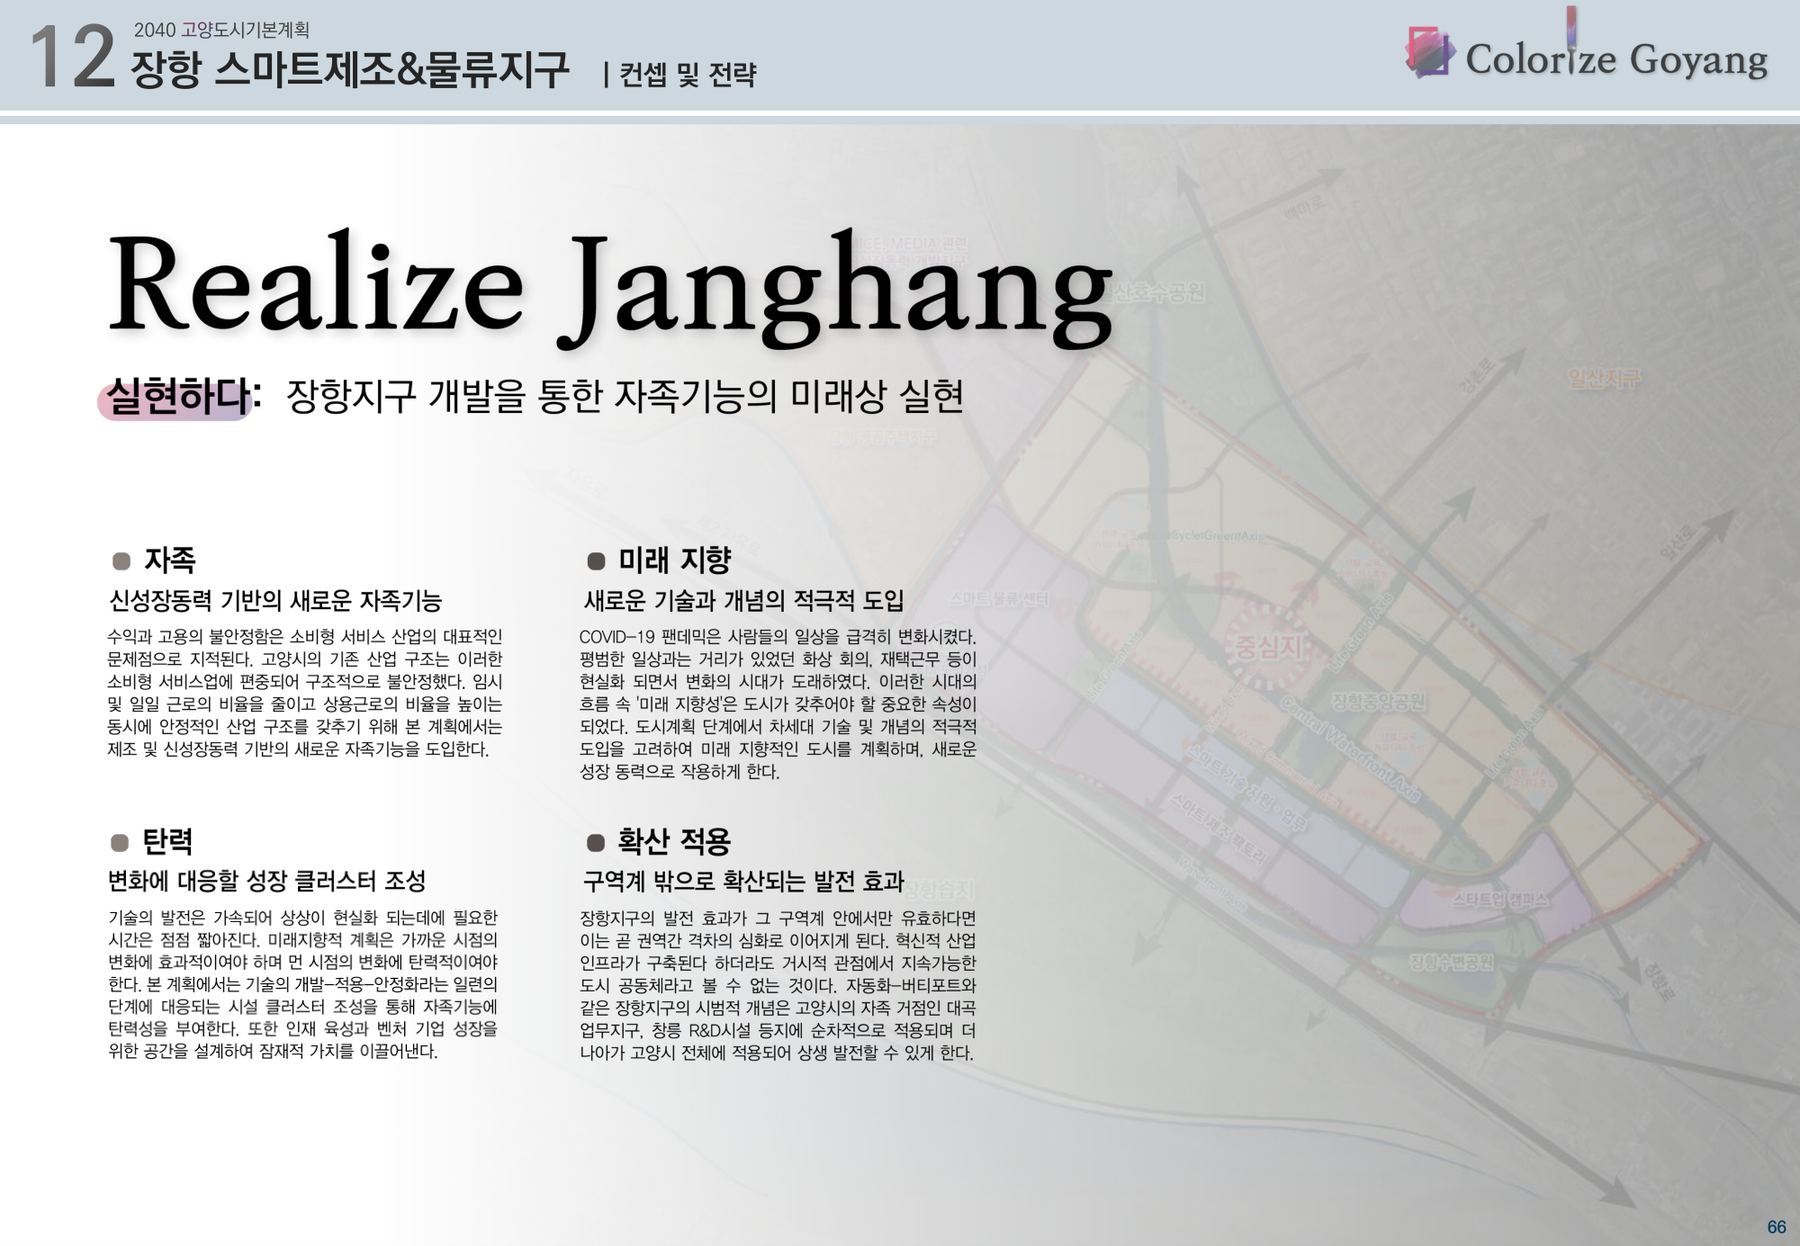 12
2040 고양도시기본계획
장항 스마트제조&물류지구 | 컨셉 및 전략
Colorize Goyang
Realize Janghang
실현하다: 장항지구 개발을 통한 자족기능의 미래상 실현
자족
신성장동력 기반의 새로운 자족기능
수익과 고용의 불안정함은 소비형 서비스 산업의 대표적인
문제점으로 지적된다. 고양시의 기존 산업 구조는 이러한
소비형 서비스업에 편중되어 구조적으로 불안정했다. 임시
및 일일 근로의 비율을 줄이고 상용근로의 비율을 높이는
동시에 안정적인 산업 구조를 갖추기 위해 본 계획에서는
제조 및 신성장동력 기반의 새로운 자족기능을 도입한다.
미래 지향
새로운 기술과 개념의 적극적 도입
COVID-19 팬데믹은 사람들의 일상을 급격히 변화시켰다.
평범한 일상과는 거리가 있었던 화상 회의, 재택근무 등이
현실화 되면서 변화의 시대가 도래하였다. 이러한 시대의
흐름 속 '미래 지향성'은 도시가 갖추어야 할 중요한 속성이
되었다. 도시계획 단계에서 차세대 기술 및 개념의 적극적
도입을 고려하여 미래 지향적인 도시를 계획하며, 새로운
성장 동력으로 작용하게 한다.
탄력
변화에 대응할 성장 클러스터 조성
기술의 발전은 가속되어 상상이 현실화 되는데에 필요한
시간은 점점 짧아진다. 미래지향적 계획은 가까운 시점의
변화에 효과적이여야 하며 먼 시점의 변화에 탄력적이여야
한다. 본 계획에서는 기술의 개발-적용-안정화라는 일련의
단계에 대응되는 시설 클러스터 조성을 통해 자족기능에
탄력성을 부여한다. 또한 인재 육성과 벤처 기업 성장을
위한 공간을 설계하여 잠재적 가치를 이끌어낸다.
확산 적용
구역계 밖으로 확산되는 발전 효과
장항지구의 발전 효과가 그 구역계 안에서만 유효하다면
이는 곧 권역간 격차의 심화로 이어지게 된다. 혁신적 산업
인프라가 구축된다 하더라도 거시적 관점에서 지속가능한
도시 공동체라고 볼 수 없는 것이다. 자동화-버티포트와
같은 장항지구의 시범적 개념은 고양시의 자족 거점인 대곡
업무지구, 창릉 R&D시설 등지에 순차적으로 적용되며 더
나아가 고양시 전체에 적용되어 상생 발전할 수 있게 한다.
백마로
일산호수공원
일산지구
일산로
스마트 물류 센터
중심지
장항중앙공원
Central Waterfront Axis
스마트기술 지원·업무
스마트 제조 팩토리
스타트업 캠퍼스
장항습지
장항수변공원
장항로
66